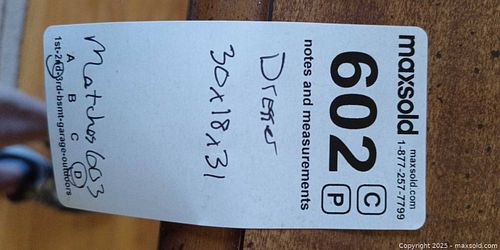 maxsold maxsold.com
1-877-257-7799
602 C P
notes and measurements
Dresser
30x18x31
Matches 603
A B C D
1st-2nd-3rd-bsmt-garage-outdoors
Copyright 2025 - maxsold.com